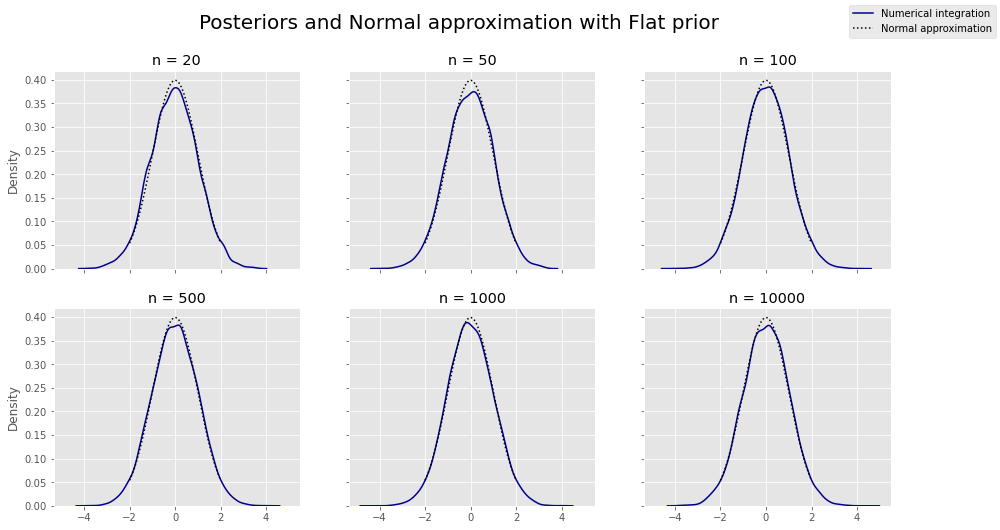 Posteriors and Normal approximation with Flat prior
Numerical integration
Normal approximation
n = 20
n = 50
n = 100
0.40
0.35
0.30
0.25
0.20
0.15
0.10
0.05
0.00
Density
n = 500
n = 1000
n = 10000
0.40
0.35
0.30
0.25
0.20
0.15
0.10
0.05
0.00
Density
−4 −2 0 2 4
−4 −2 0 2 4
−4 −2 0 2 4